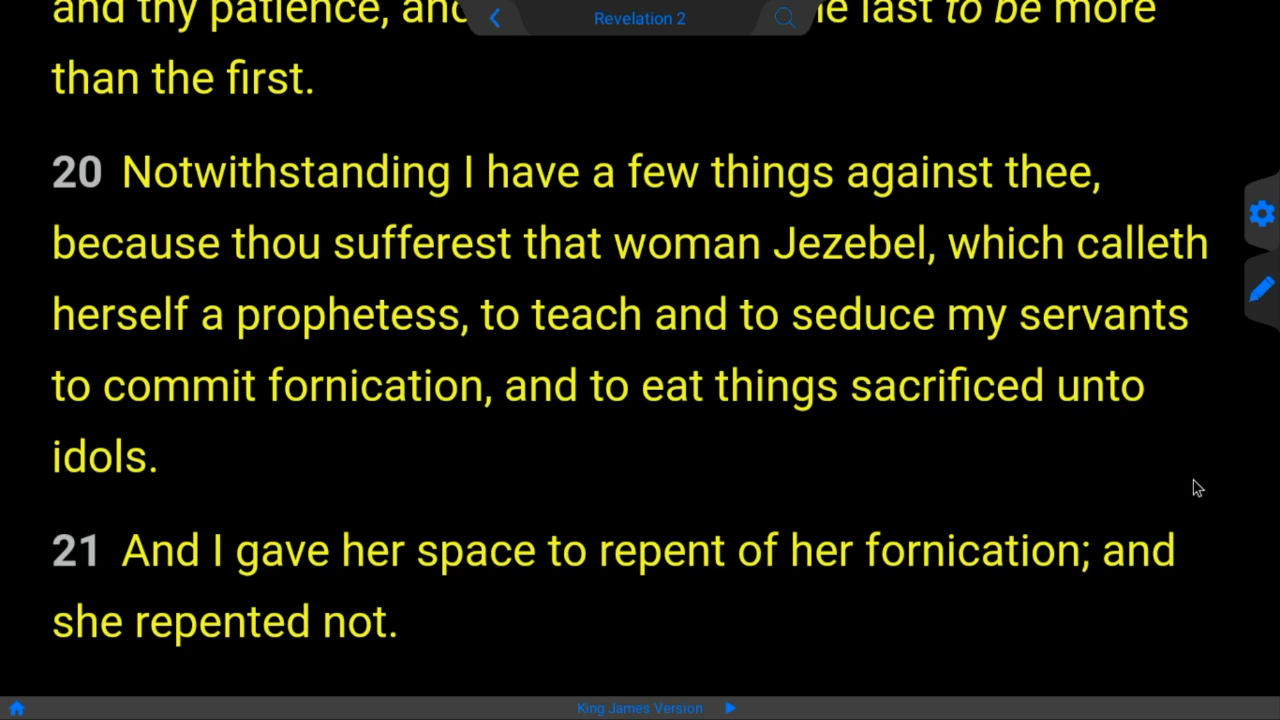 and thy patience, and
le last to be more
Revelation 2
than the first.
20 Notwithstanding I have a few things against thee,
because thou sufferest that woman Jezebel, which calleth
herself a prophetess, to teach and to seduce my servants
to commit fornication, and to eat things sacrificed unto
idols.
21 And I gave her space to repent of her fornication; and
she repented not.
King James Version